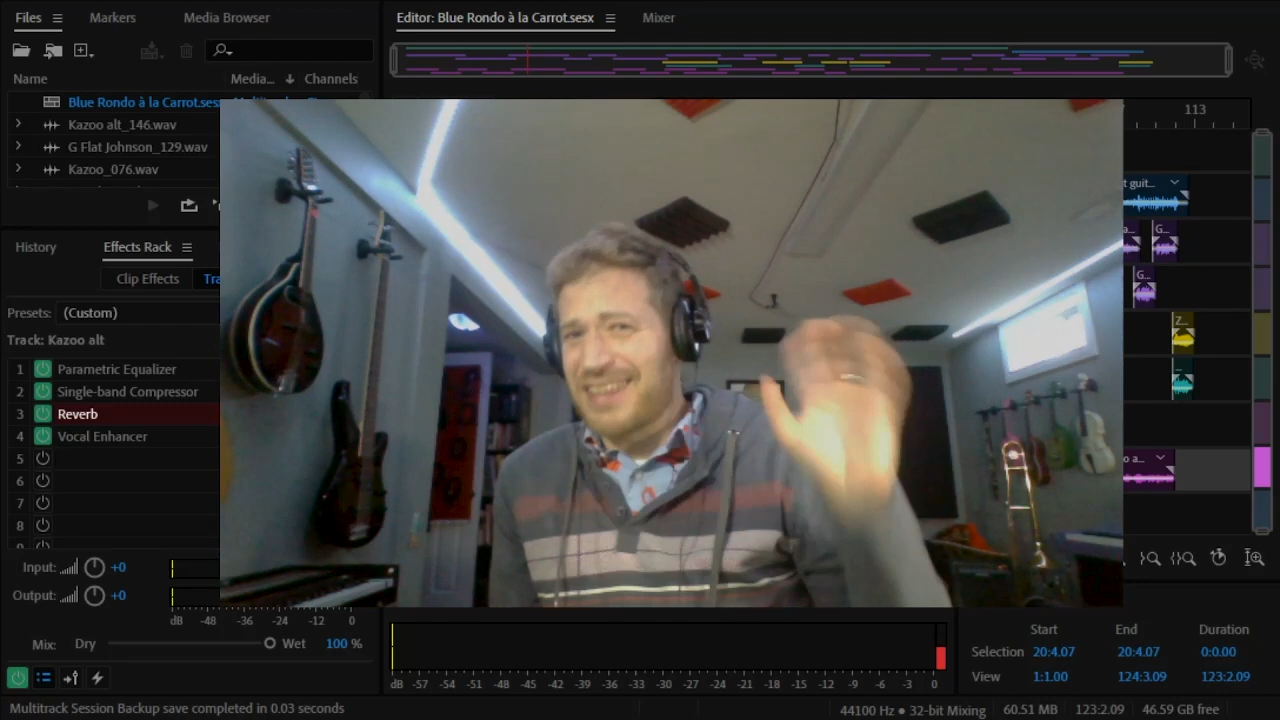 Files
Markers
Media Browser
Editor: Blue Rondo à la Carrot.sesx
Mixer
Name
Media...
Channels
Blue Rondo à la Carrot.ses
Kazoo alt_146.wav
G Flat Johnson_129.wav
Kazoo_076.wav
113
t guit...
a...
G...
G...
Z...
o a...
History
Effects Rack
Clip Effects
Tra
Presets: (Custom)
Track: Kazoo alt
1 Parametric Equalizer
2 Single-band Compressor
3 Reverb
4 Vocal Enhancer
5
6
7
8
Input: +0
Output: +0
dB -48 -36 -24 -12 0
Mix: Dry Wet 100 %
dB -57 -54 -51 -48 -45 -42 -39 -36 -33 -30 -27 -24 -21 -18 -15 -12 -9 -6 -3 0
Start End Duration
Selection 20:4.07 20:4.07 0:0.00
View 1:1.00 124:3.09 123:2.09
Multitrack Session Backup save completed in 0.03 seconds
44100 Hz ● 32-bit Mixing 60.51 MB 123:2.09 46.59 GB free